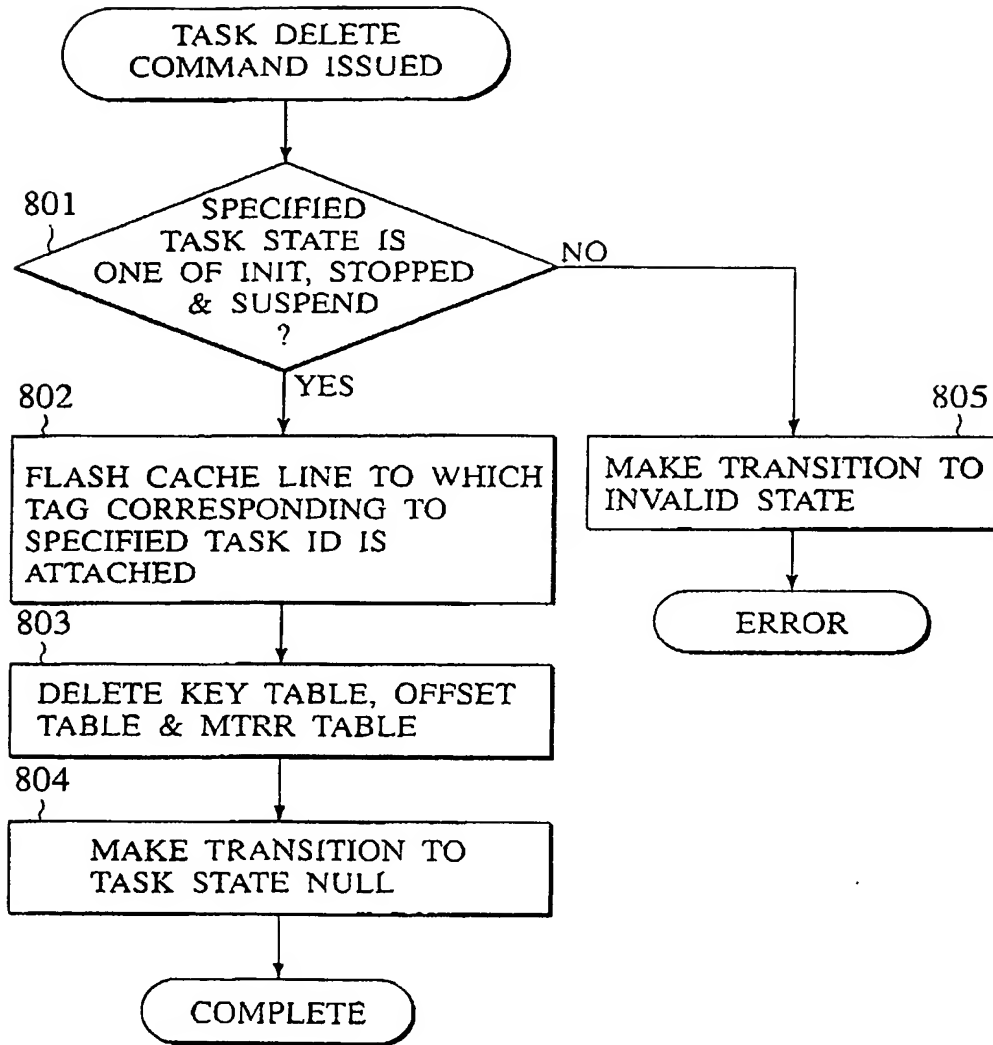 TASK DELETE
COMMAND ISSUED
801
SPECIFIED
TASK STATE IS
ONE OF INIT, STOPPED
& SUSPEND
?
NO
YES
802
FLASH CACHE LINE TO WHICH
TAG CORRESPONDING TO
SPECIFIED TASK ID IS
ATTACHED
805
MAKE TRANSITION TO
INVALID STATE
ERROR
803
DELETE KEY TABLE, OFFSET
TABLE & MTRR TABLE
804
MAKE TRANSITION TO
TASK STATE NULL
COMPLETE